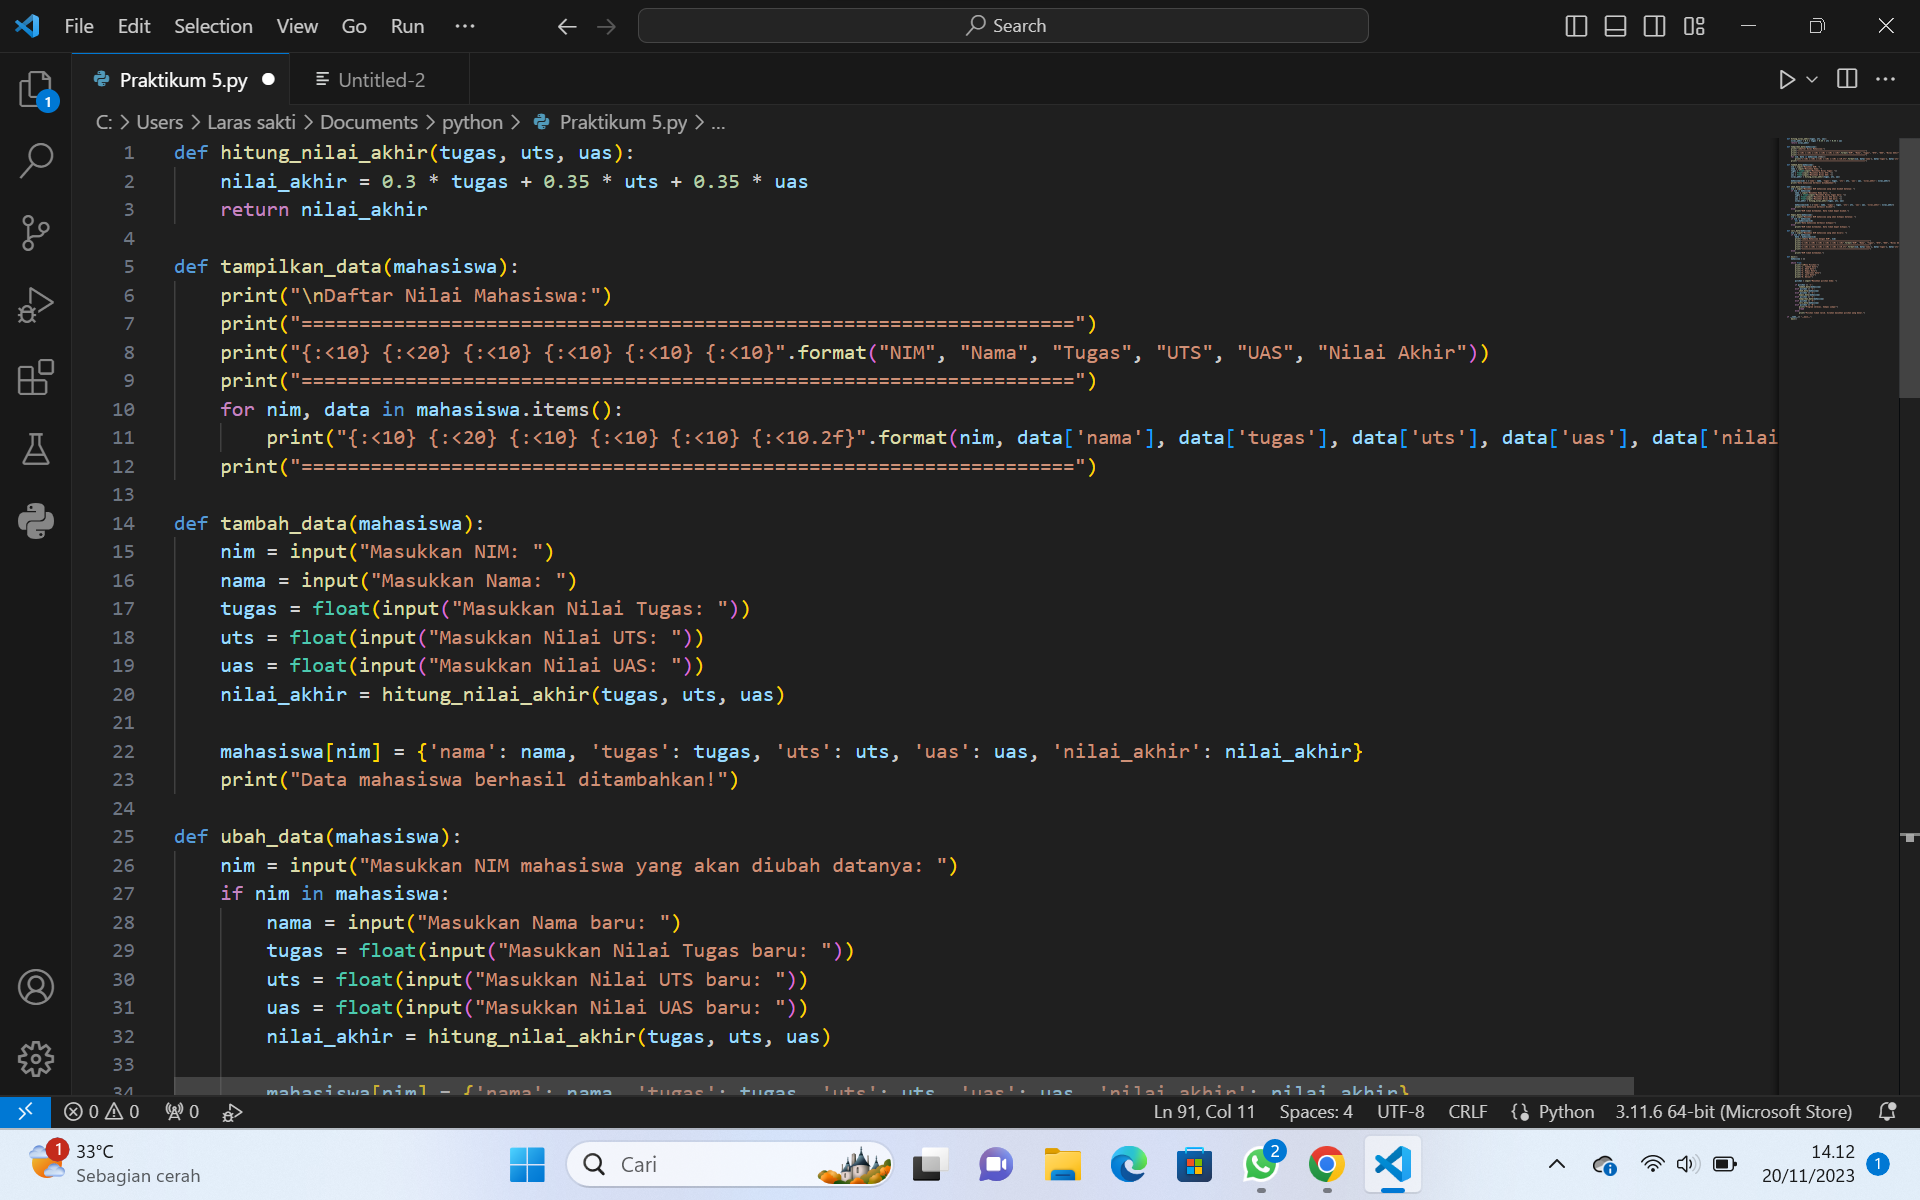 File Edit Selection View Go Run ··· Search
Praktikum 5.py Untitled-2
1
C: > Users > Laras sakti > Documents > python > Praktikum 5.py > ...
1 def hitung_nilai_akhir(tugas, uts, uas):
2 nilai_akhir = 0.3 * tugas + 0.35 * uts + 0.35 * uas
3 return nilai_akhir
4
5 def tampilkan_data(mahasiswa):
6 print("\nDaftar Nilai Mahasiswa:")
7 print("===================================================================")
8 print("{:<10} {:<20} {:<10} {:<10} {:<10} {:<10}".format("NIM", "Nama", "Tugas", "UTS", "UAS", "Nilai Akhir"))
9 print("===================================================================")
10 for nim, data in mahasiswa.items():
11 print("{:<10} {:<20} {:<10} {:<10} {:<10} {:<10.2f}".format(nim, data['nama'], data['tugas'], data['uts'], data['uas'], data['nilai
12 print("===================================================================")
13
14 def tambah_data(mahasiswa):
15 nim = input("Masukkan NIM: ")
16 nama = input("Masukkan Nama: ")
17 tugas = float(input("Masukkan Nilai Tugas: "))
18 uts = float(input("Masukkan Nilai UTS: "))
19 uas = float(input("Masukkan Nilai UAS: "))
20 nilai_akhir = hitung_nilai_akhir(tugas, uts, uas)
21
22 mahasiswa[nim] = {'nama': nama, 'tugas': tugas, 'uts': uts, 'uas': uas, 'nilai_akhir': nilai_akhir}
23 print("Data mahasiswa berhasil ditambahkan!")
24
25 def ubah_data(mahasiswa):
26 nim = input("Masukkan NIM mahasiswa yang akan diubah datanya: ")
27 if nim in mahasiswa:
28 nama = input("Masukkan Nama baru: ")
29 tugas = float(input("Masukkan Nilai Tugas baru: "))
30 uts = float(input("Masukkan Nilai UTS baru: "))
31 uas = float(input("Masukkan Nilai UAS baru: "))
32 nilai_akhir = hitung_nilai_akhir(tugas, uts, uas)
33
34 mahasiswa[nim] = {'nama': nama, 'tugas': tugas, 'uts': uts, 'uas': uas, 'nilai_akhir': nilai_akhir}
0 0 0 Ln 91, Col 11 Spaces: 4 UTF-8 CRLF Python 3.11.6 64-bit (Microsoft Store)
1 33°C
Sebagian cerah
Cari
2
14.12
20/11/2023
1